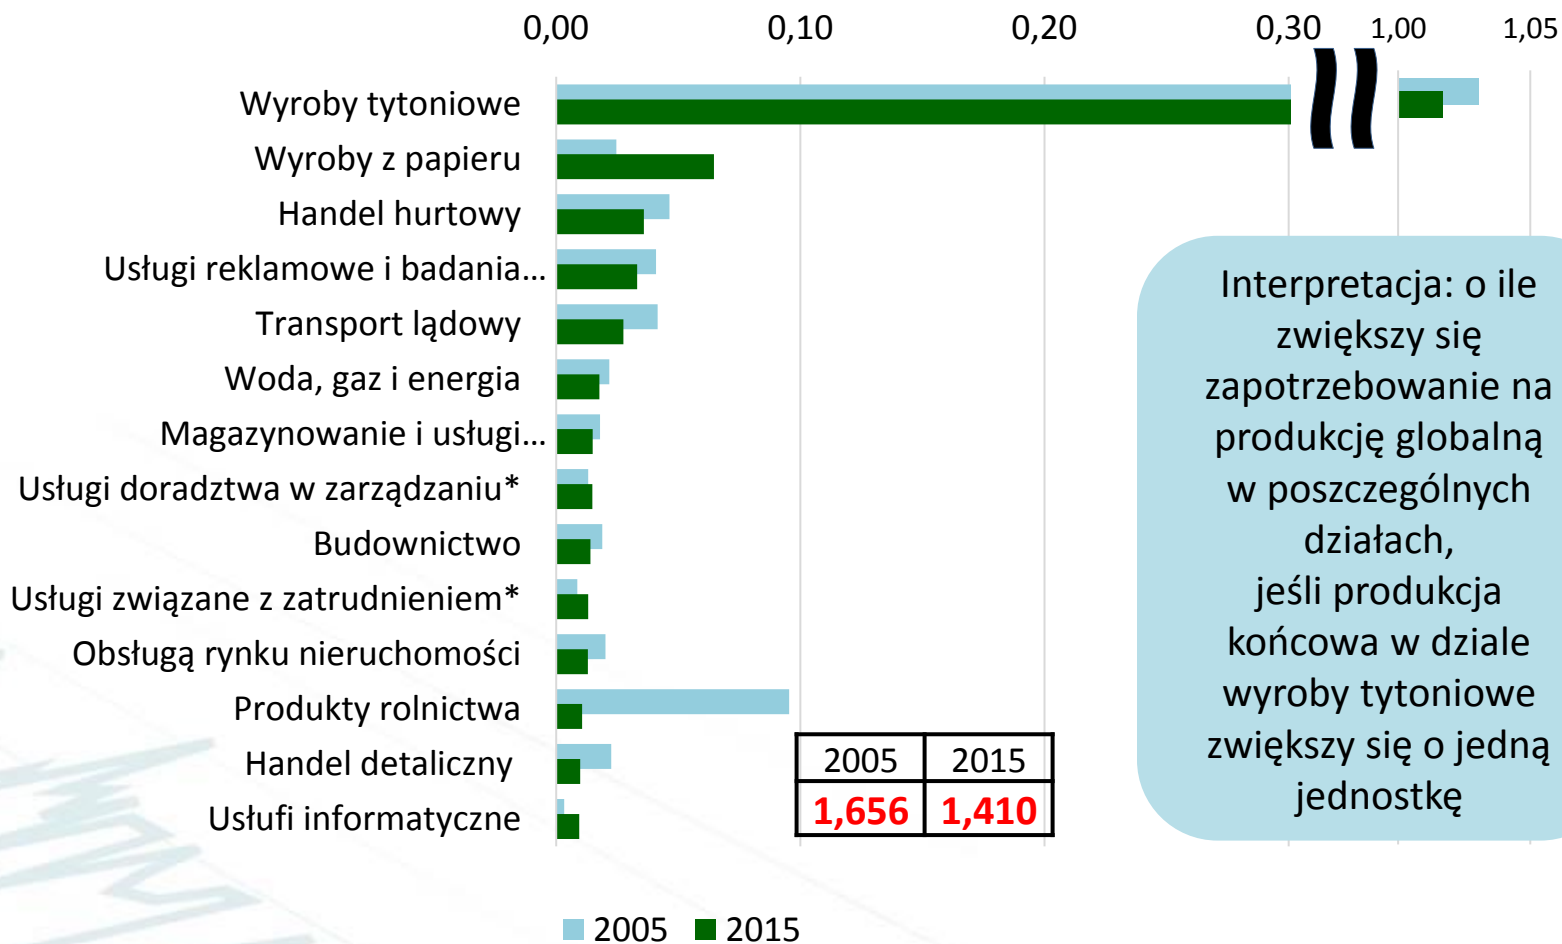 0,00 0,10 0,20 0,30 1,00 1,05
Wyroby tytoniowe
Wyroby z papieru
Handel hurtowy
Usługi reklamowe i badania...
Transport lądowy
Woda, gaz i energia
Magazynowanie i usługi...
Usługi doradztwa w zarządzaniu*
Budownictwo
Usługi związane z zatrudnieniem*
Obsługą rynku nieruchomości
Produkty rolnictwa
Handel detaliczny
Usłufi informatyczne
2005 2015
1,656 1,410
Interpretacja: o ile
zwiększy się
zapotrzebowanie na
produkcję globalną
w poszczególnych
działach,
jeśli produkcja
końcowa w dziale
wyroby tytoniowe
zwiększy się o jedną
jednostkę
2005 2015